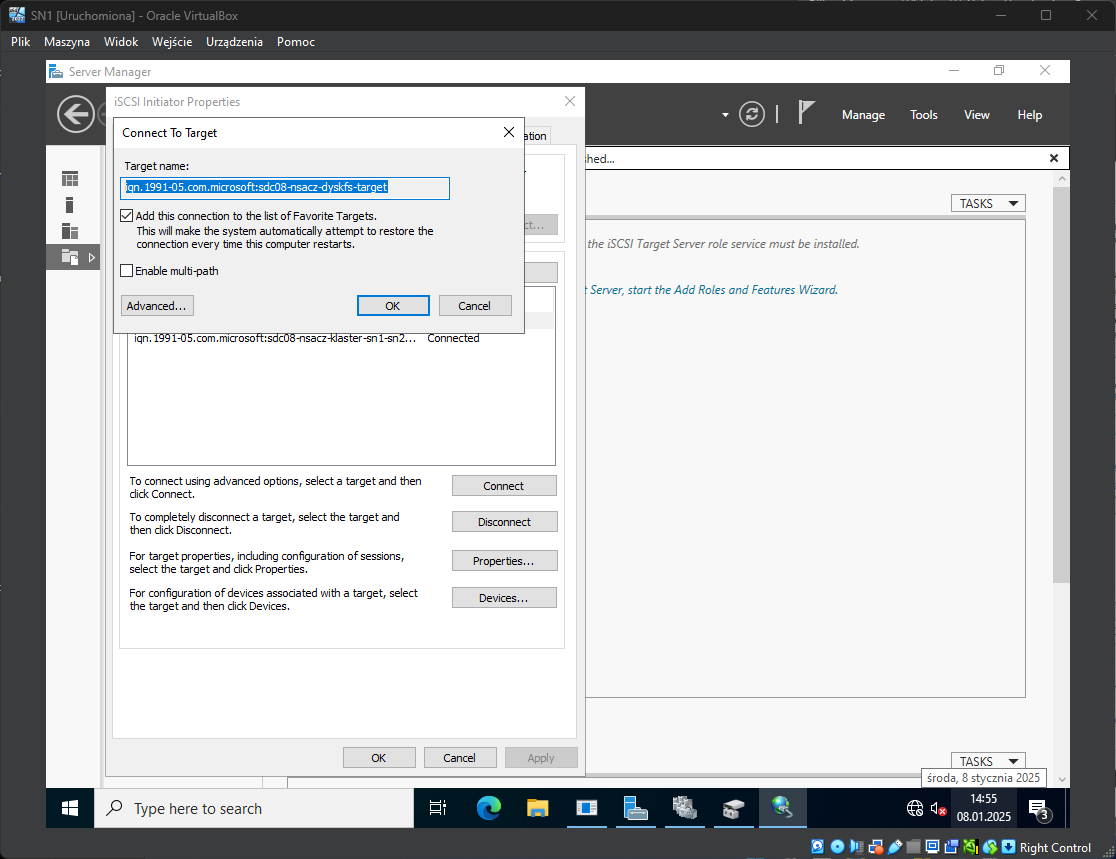 SN1 [Uruchomiona] - Oracle VirtualBox
Plik Maszyna Widok Wejście Urządzenia Pomoc
Server Manager
iSCSI Initiator Properties
Manage Tools View Help
Connect To Target
ation
Target name:
hed...
iqn.1991-05.com.microsoft:sdc08-nsacz-dyskfs-target
TASKS
Add this connection to the list of Favorite Targets.
This will make the system automatically attempt to restore the
connection every time this computer restarts.
ct...
the iSCSI Target Server role service must be installed.
Enable multi-path
t Server, start the Add Roles and Features Wizard.
Advanced... OK Cancel
iqn.1991-05.com.microsoft:sdc08-nsacz-klaster-sn1-sn2... Connected
To connect using advanced options, select a target and then
click Connect.
Connect
To completely disconnect a target, select the target and
then click Disconnect.
Disconnect
For target properties, including configuration of sessions,
select the target and click Properties.
Properties...
For configuration of devices associated with a target, select
the target and then click Devices.
Devices...
OK Cancel Apply
TASKS
środa, 8 stycznia 2025
Type here to search
14:55
08.01.2025
3
Right Control